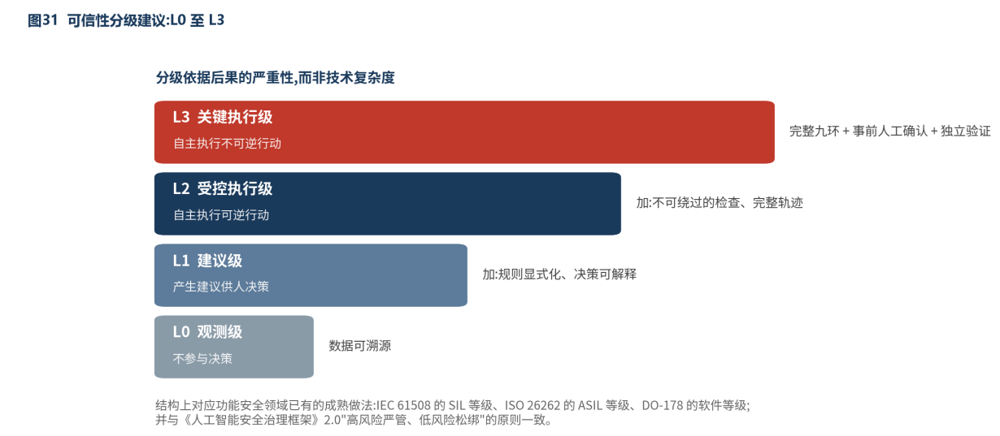 图31 可信性分级建议:L0 至 L3
分级依据后果的严重性,而非技术复杂度
L3 关键执行级
自主执行不可逆行动
完整九环 + 事前人工确认 + 独立验证
L2 受控执行级
自主执行可逆行动
加:不可绕过的检查、完整轨迹
L1 建议级
产生建议供人决策
加:规则显式化、决策可解释
L0 观测级
不参与决策
数据可溯源
结构上对应功能安全领域已有的成熟做法:IEC 61508 的 SIL 等级、ISO 26262 的 ASIL 等级、DO-178 的软件等级;
并与《人工智能安全治理框架》2.0"高风险严管、低风险松绑"的原则一致。